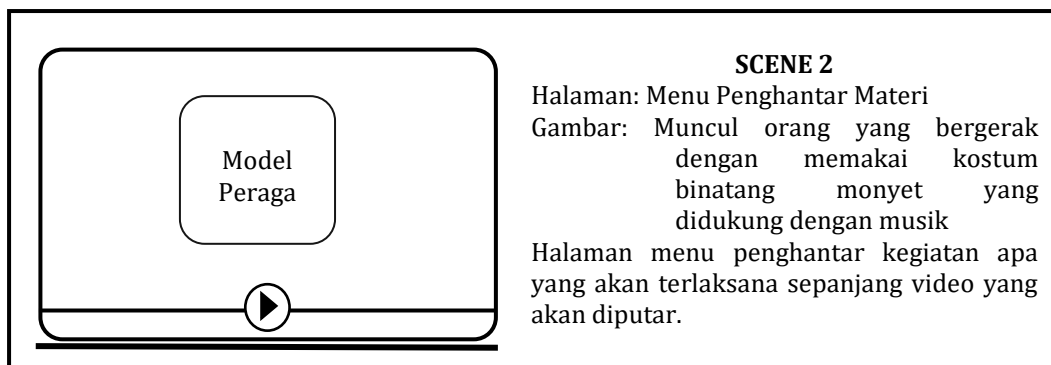 Model
Peraga
SCENE 2
Halaman: Menu Penghantar Materi
Gambar: Muncul orang yang bergerak
dengan memakai kostum
binatang monyet yang
didukung dengan musik
Halaman menu penghantar kegiatan apa
yang akan terlaksana sepanjang video yang
akan diputar.